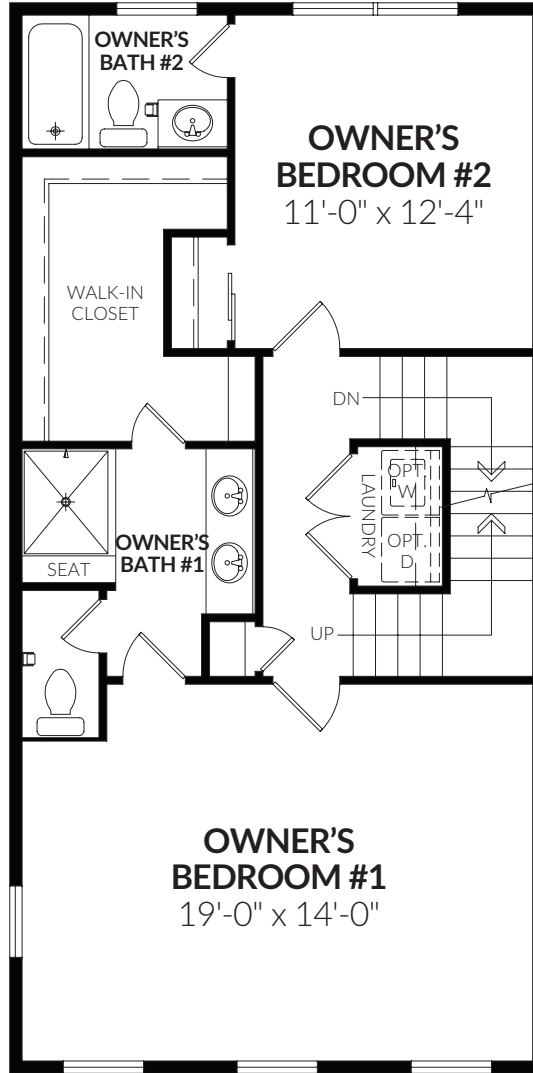 OWNER'S
BATH #2
OWNER'S
BEDROOM #2
11'-0" x 12'-4"
WALK-IN
CLOSET
DN
OPT.
W
LAUNDRY
OPT.
D
OWNER'S
BATH #1
SEAT
UP
OWNER'S
BEDROOM #1
19'-0" x 14'-0"